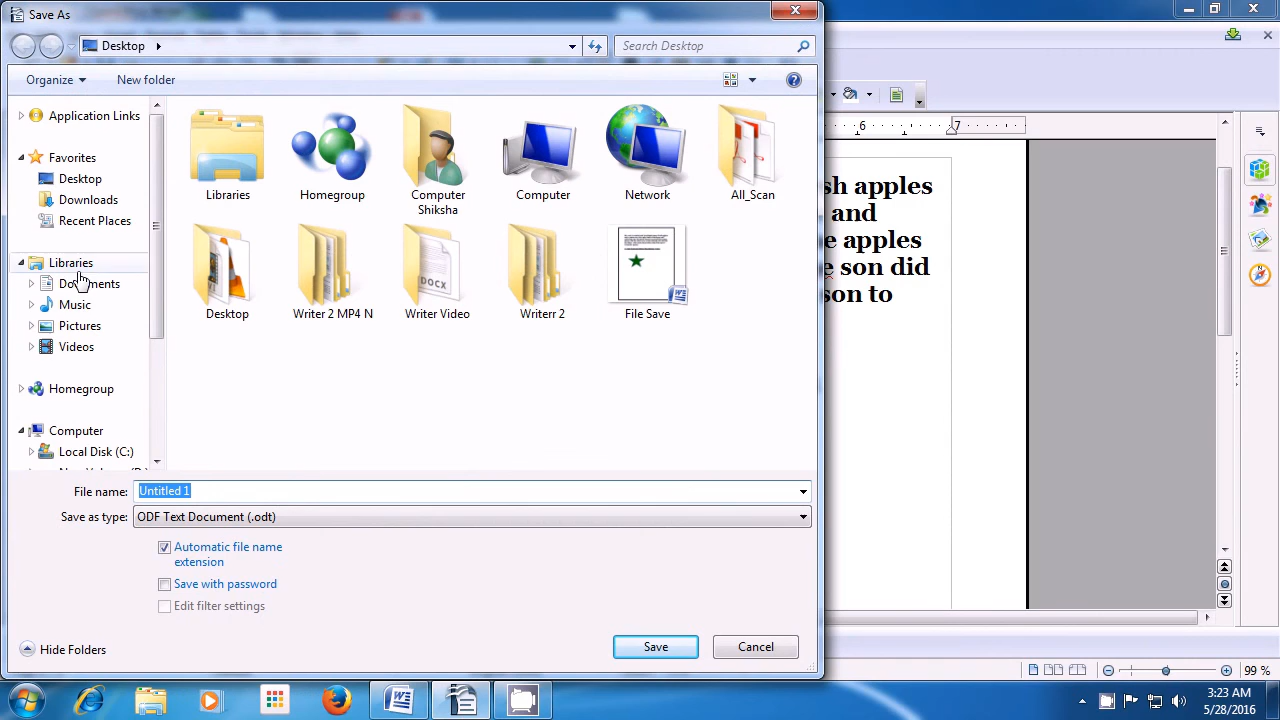 Save As
Desktop
Search Desktop
Organize
New folder
Application Links
Favorites
Desktop
Downloads
Recent Places
Libraries
Documents
Music
Pictures
Videos
Homegroup
Computer
Local Disk (C:)
Libraries
Homegroup
Computer
Shiksha
Computer
Network
All_Scan
Desktop
Writer 2 MP4 N
Writer Video
DOCX
Writerr 2
File Save
File name:
Untitled 1
Save as type:
ODF Text Document (.odt)
Automatic file name
extension
Save with password
Edit filter settings
Hide Folders
Save
Cancel
6
7
sh apples
and
e apples
e son did
son to
99 %
3:23 AM
5/28/2016